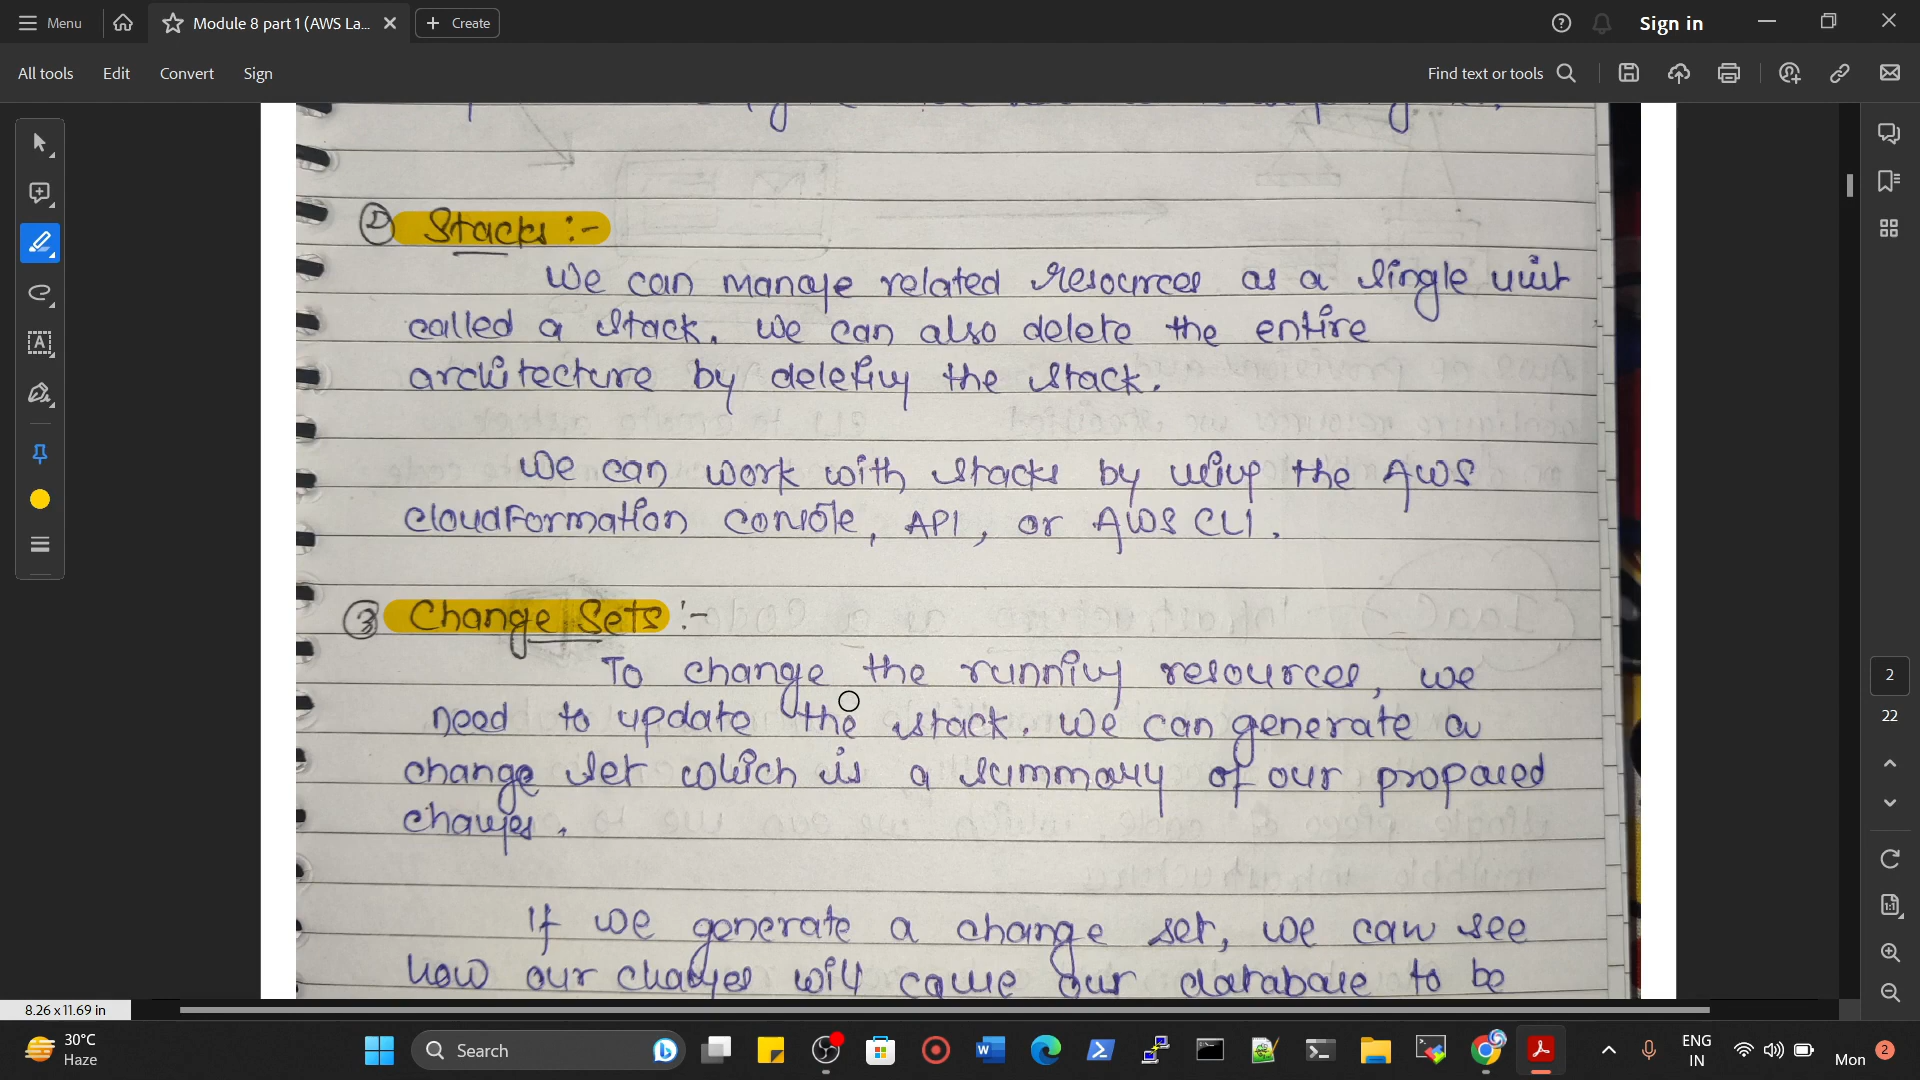 Menu
Module 8 part 1 (AWS La...
Create
Sign in
All tools Edit Convert Sign
Find text or tools
② Stacks :-
We can manage related resources as a single unit
called a stack. We can also delete the entire
architecture by deleting the stack.
We can work with stacks by using the AWS
cloudFormation console, API, or AWS CLI.
③ Change Sets :-
To change the running resources, we
need to update the stack. We can generate a
change set which is a summary of our proposed
changes.
If we generate a change set, we can see
how our changes will cause our database to be
2
22
8.26 x 11.69 in
30°C
Haze
Search
ENG
IN
Mon
2